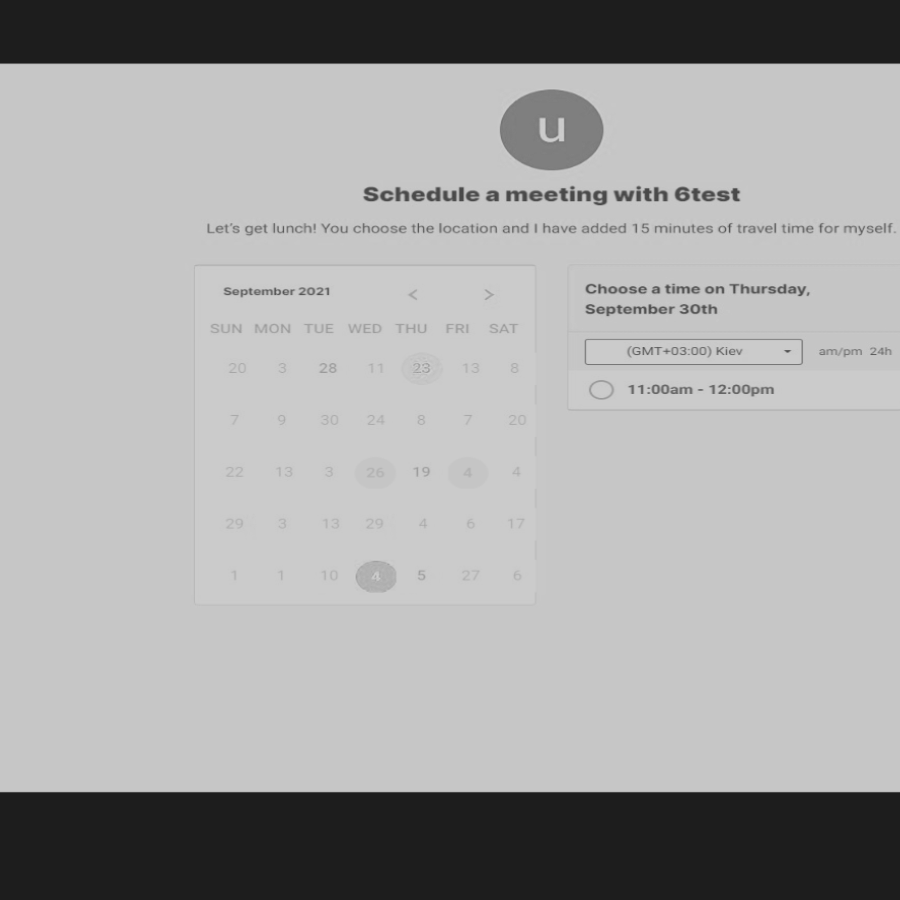 u
Schedule a meeting with 6test
Let's get lunch! You choose the location and I have added 15 minutes of travel time for myself.
September 2021 < >
SUN MON TUE WED THU FRI SAT
20 3 28 11 23 13 8
7 9 30 24 8 7 20
22 13 3 26 19 4 4
29 3 13 29 4 6 17
1 1 10 4 5 27 6
Choose a time on Thursday,
September 30th
(GMT+03:00) Kiev am/pm 24h
11:00am - 12:00pm